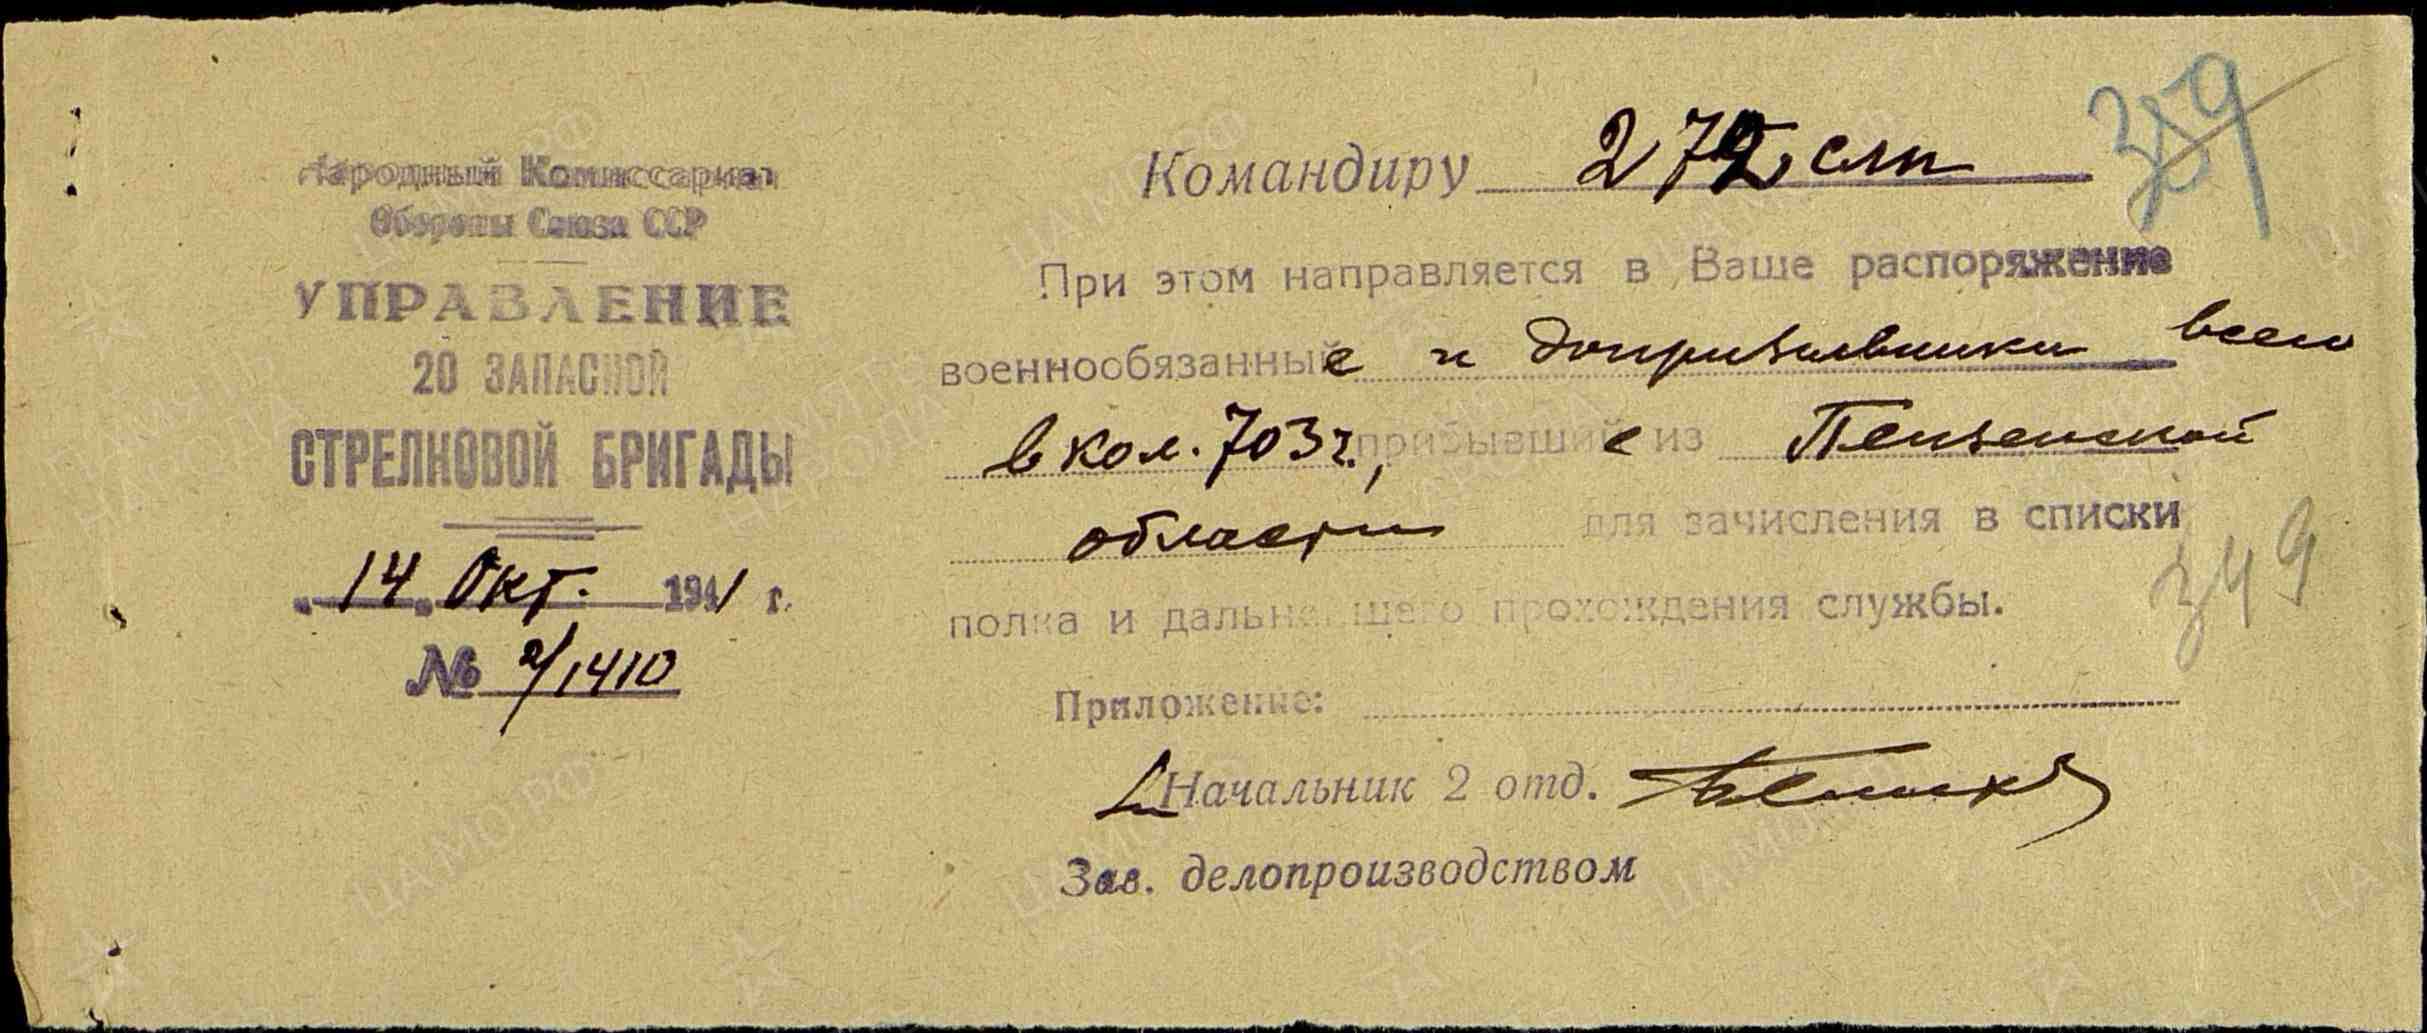 Народный Комиссариат
Обороны Союза ССР
УПРАВЛЕНИЕ
20 ЗАПАСНОЙ
СТРЕЛКОВОЙ БРИГАДЫ
„14„ Окт. 1941 г.
№ 2/1410
359
Командиру 272 слп
При этом направляется в Ваше распоряжение
военнообязанные и допризывники всего
в кол. 703 ч., прибывшие из Пензенской
области для зачисления в списки
349
полка и дальнейшего прохождения службы.
Приложение:
Начальник 2 отд.
Зав. делопроизводством